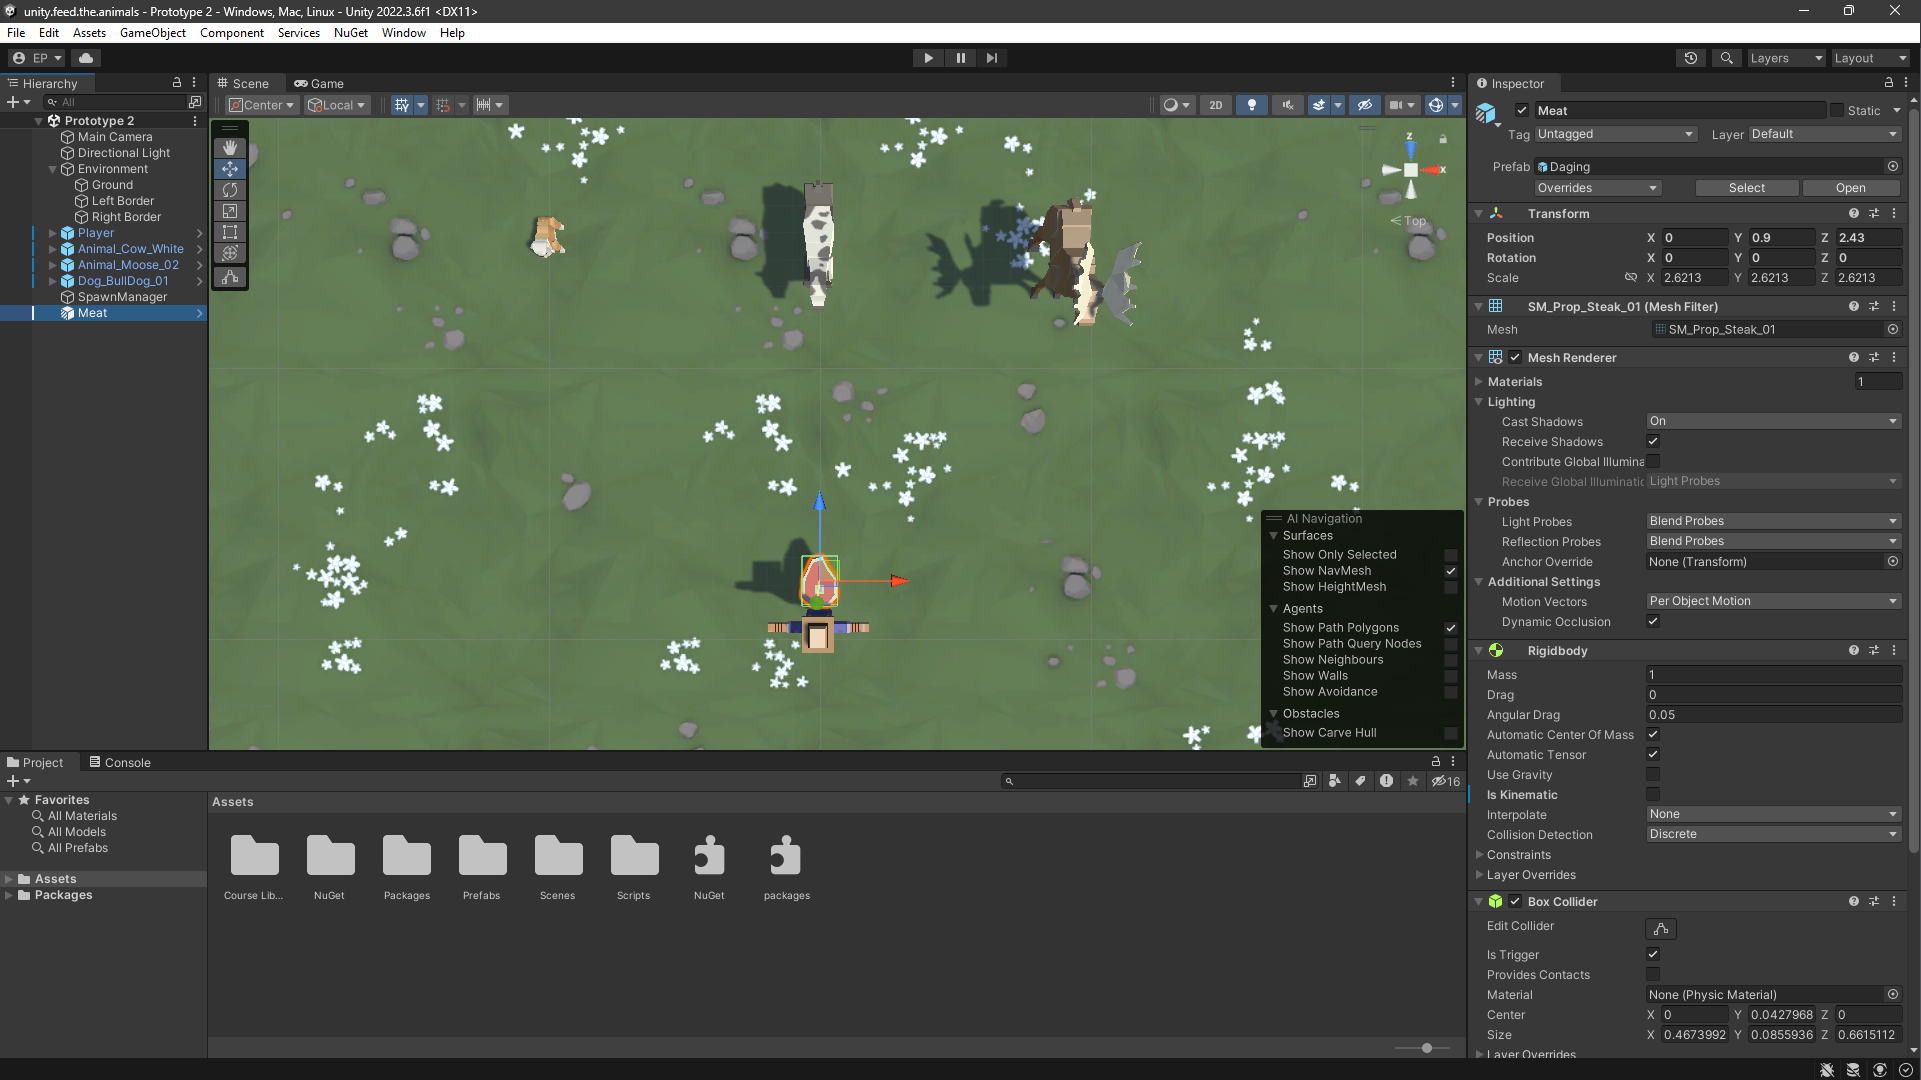 unity.feed.the.animals - Prototype 2 - Windows, Mac, Linux - Unity 2022.3.6f1 <DX11>
File Edit Assets GameObject Component Services NuGet Window Help
EP
Layers Layout
Hierarchy
All
Prototype 2
Main Camera
Directional Light
Environment
Ground
Left Border
Right Border
Player
Animal_Cow_White
Animal_Moose_02
Dog_BullDog_01
SpawnManager
Meat
Scene Game
Center Local 2D
z
x
Top
AI Navigation
Surfaces
Show Only Selected
Show NavMesh
Show HeightMesh
Agents
Show Path Polygons
Show Path Query Nodes
Show Neighbours
Show Walls
Show Avoidance
Obstacles
Show Carve Hull
Inspector
Meat Static
Tag Untagged Layer Default
Prefab Daging
Overrides Select Open
Transform
Position X 0 Y 0.9 Z 2.43
Rotation X 0 Y 0 Z 0
Scale X 2.6213 Y 2.6213 Z 2.6213
SM_Prop_Steak_01 (Mesh Filter)
Mesh SM_Prop_Steak_01
Mesh Renderer
Materials 1
Lighting
Cast Shadows On
Receive Shadows
Contribute Global Illumina
Receive Global Illuminatic Light Probes
Probes
Light Probes Blend Probes
Reflection Probes Blend Probes
Anchor Override None (Transform)
Additional Settings
Motion Vectors Per Object Motion
Dynamic Occlusion
Rigidbody
Mass 1
Drag 0
Angular Drag 0.05
Automatic Center Of Mass
Automatic Tensor
Use Gravity
Is Kinematic
Interpolate None
Collision Detection Discrete
Constraints
Layer Overrides
Box Collider
Edit Collider
Is Trigger
Provides Contacts
Material None (Physic Material)
Center X 0 Y 0.0427968 Z 0
Size X 0.4673992 Y 0.0855936 Z 0.6615112
Layer Overrides
Project Console
16
Favorites
All Materials
All Models
All Prefabs
Assets
Packages
Assets
Course Lib... NuGet Packages Prefabs Scenes Scripts NuGet packages